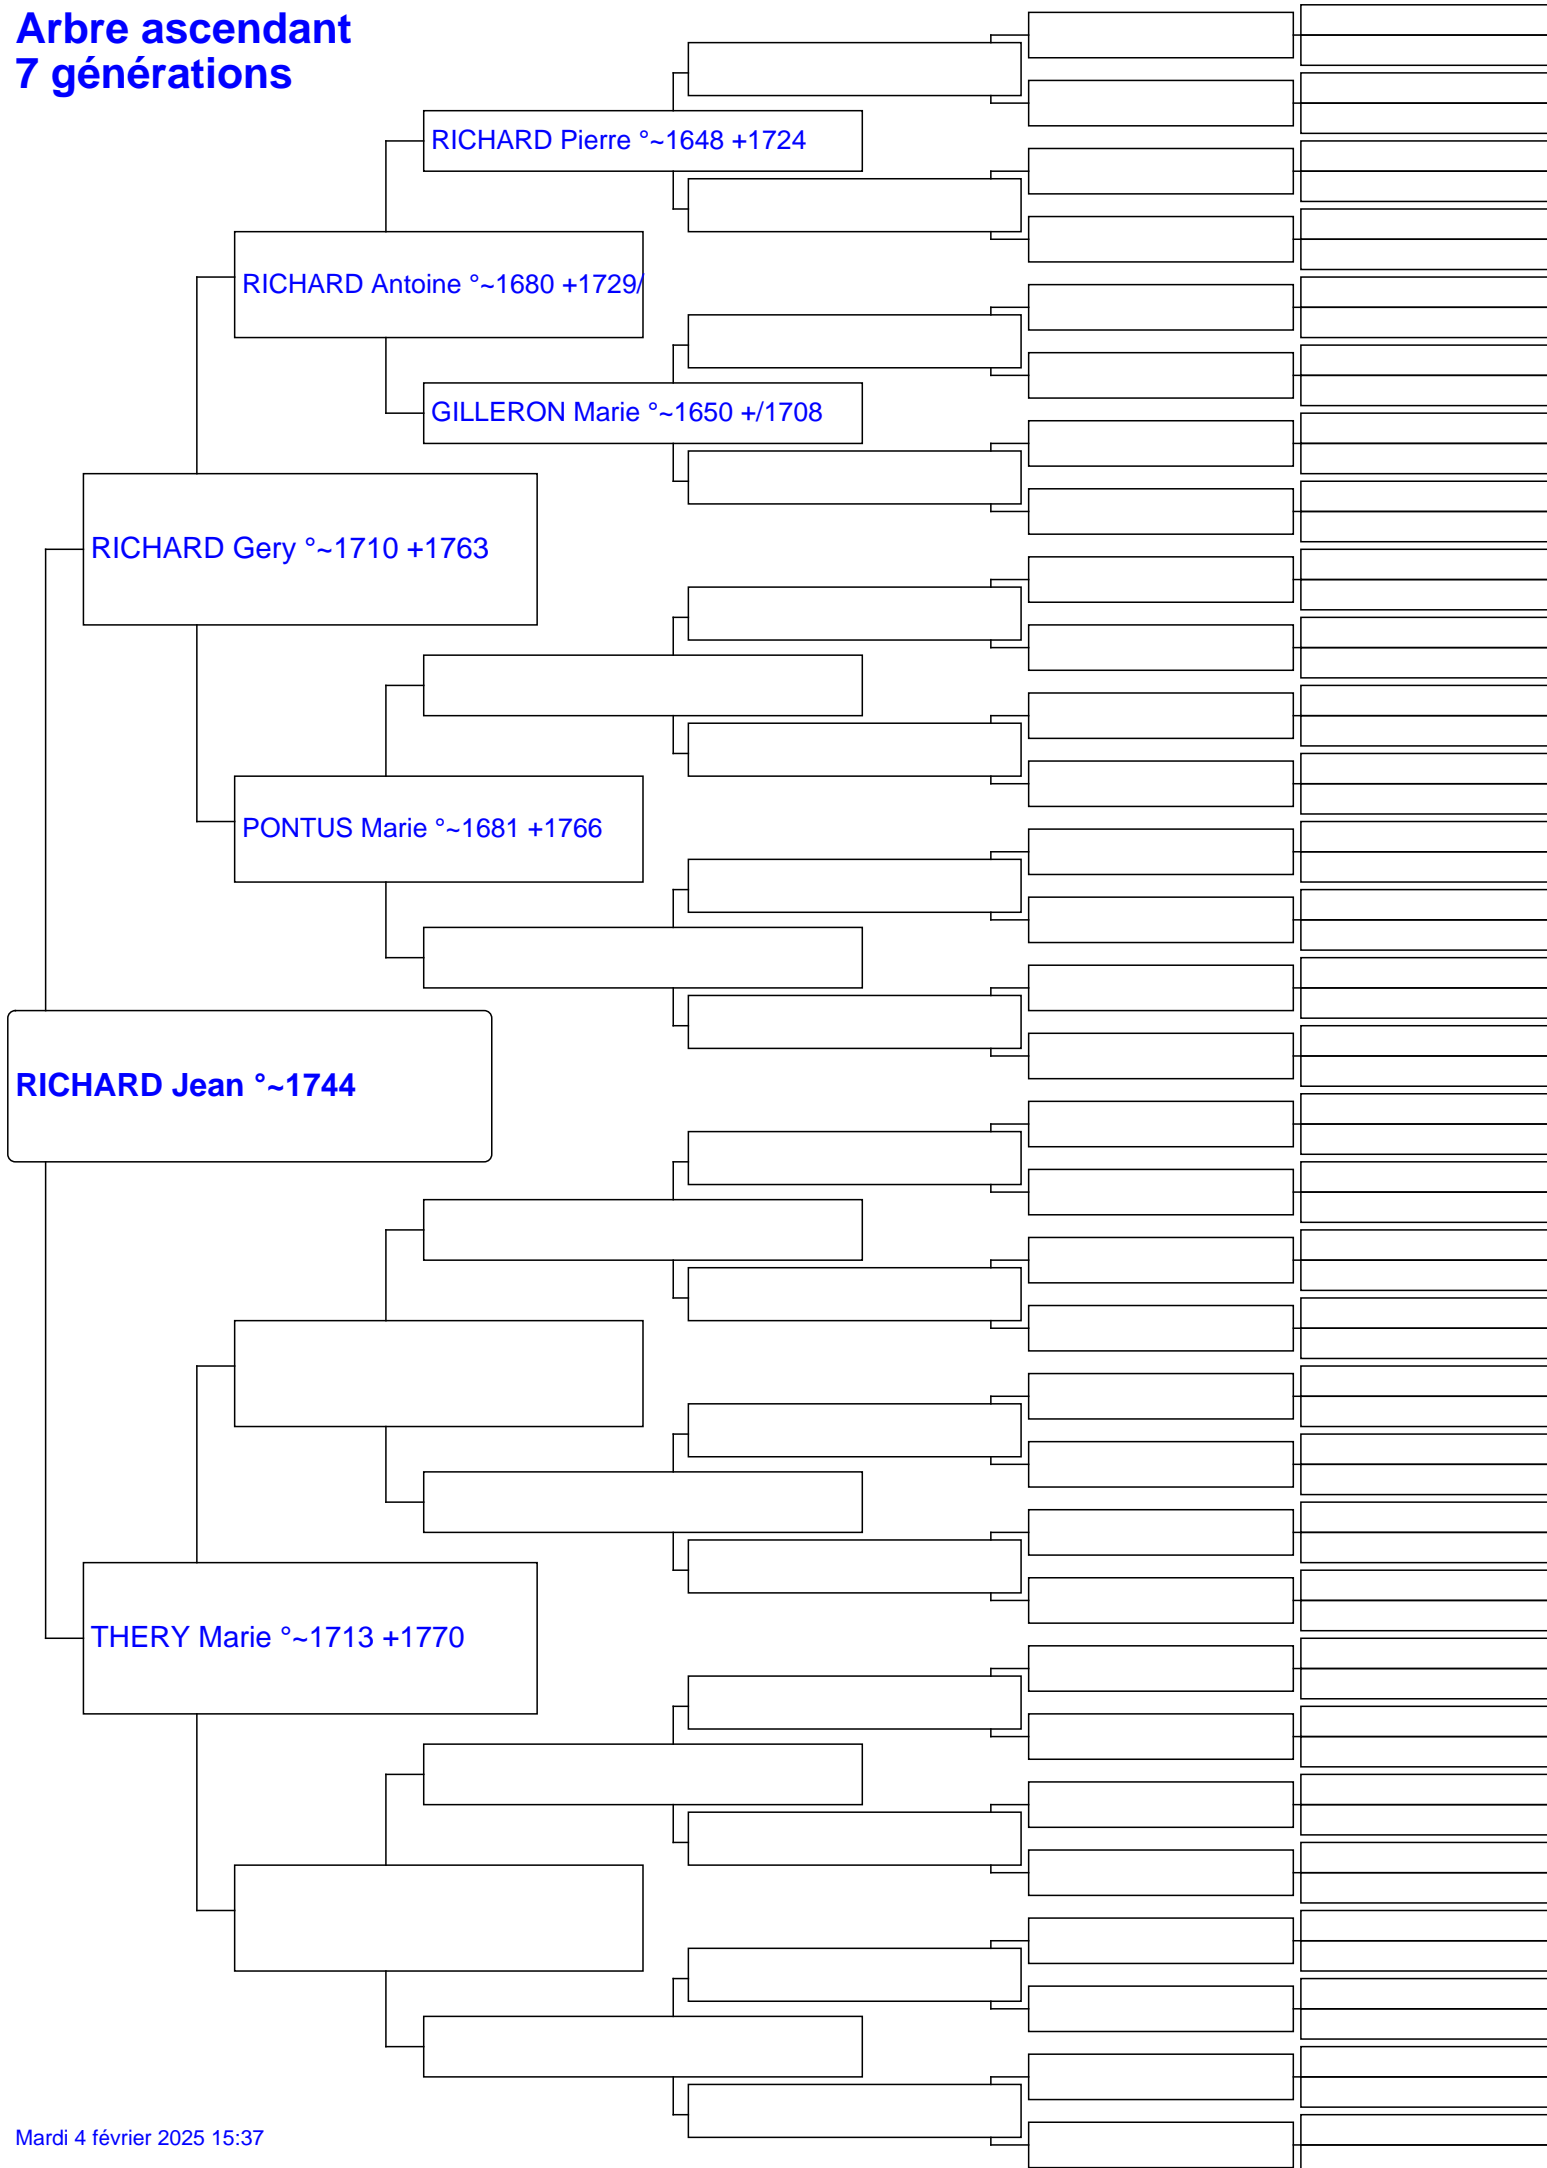 Arbre ascendant
7 générations
RICHARD Pierre °~1648 +1724
RICHARD Antoine °~1680 +1729/
GILLERON Marie °~1650 +/1708
RICHARD Gery °~1710 +1763
PONTUS Marie °~1681 +1766
RICHARD Jean °~1744
THERY Marie °~1713 +1770
Mardi 4 février 2025 15:37